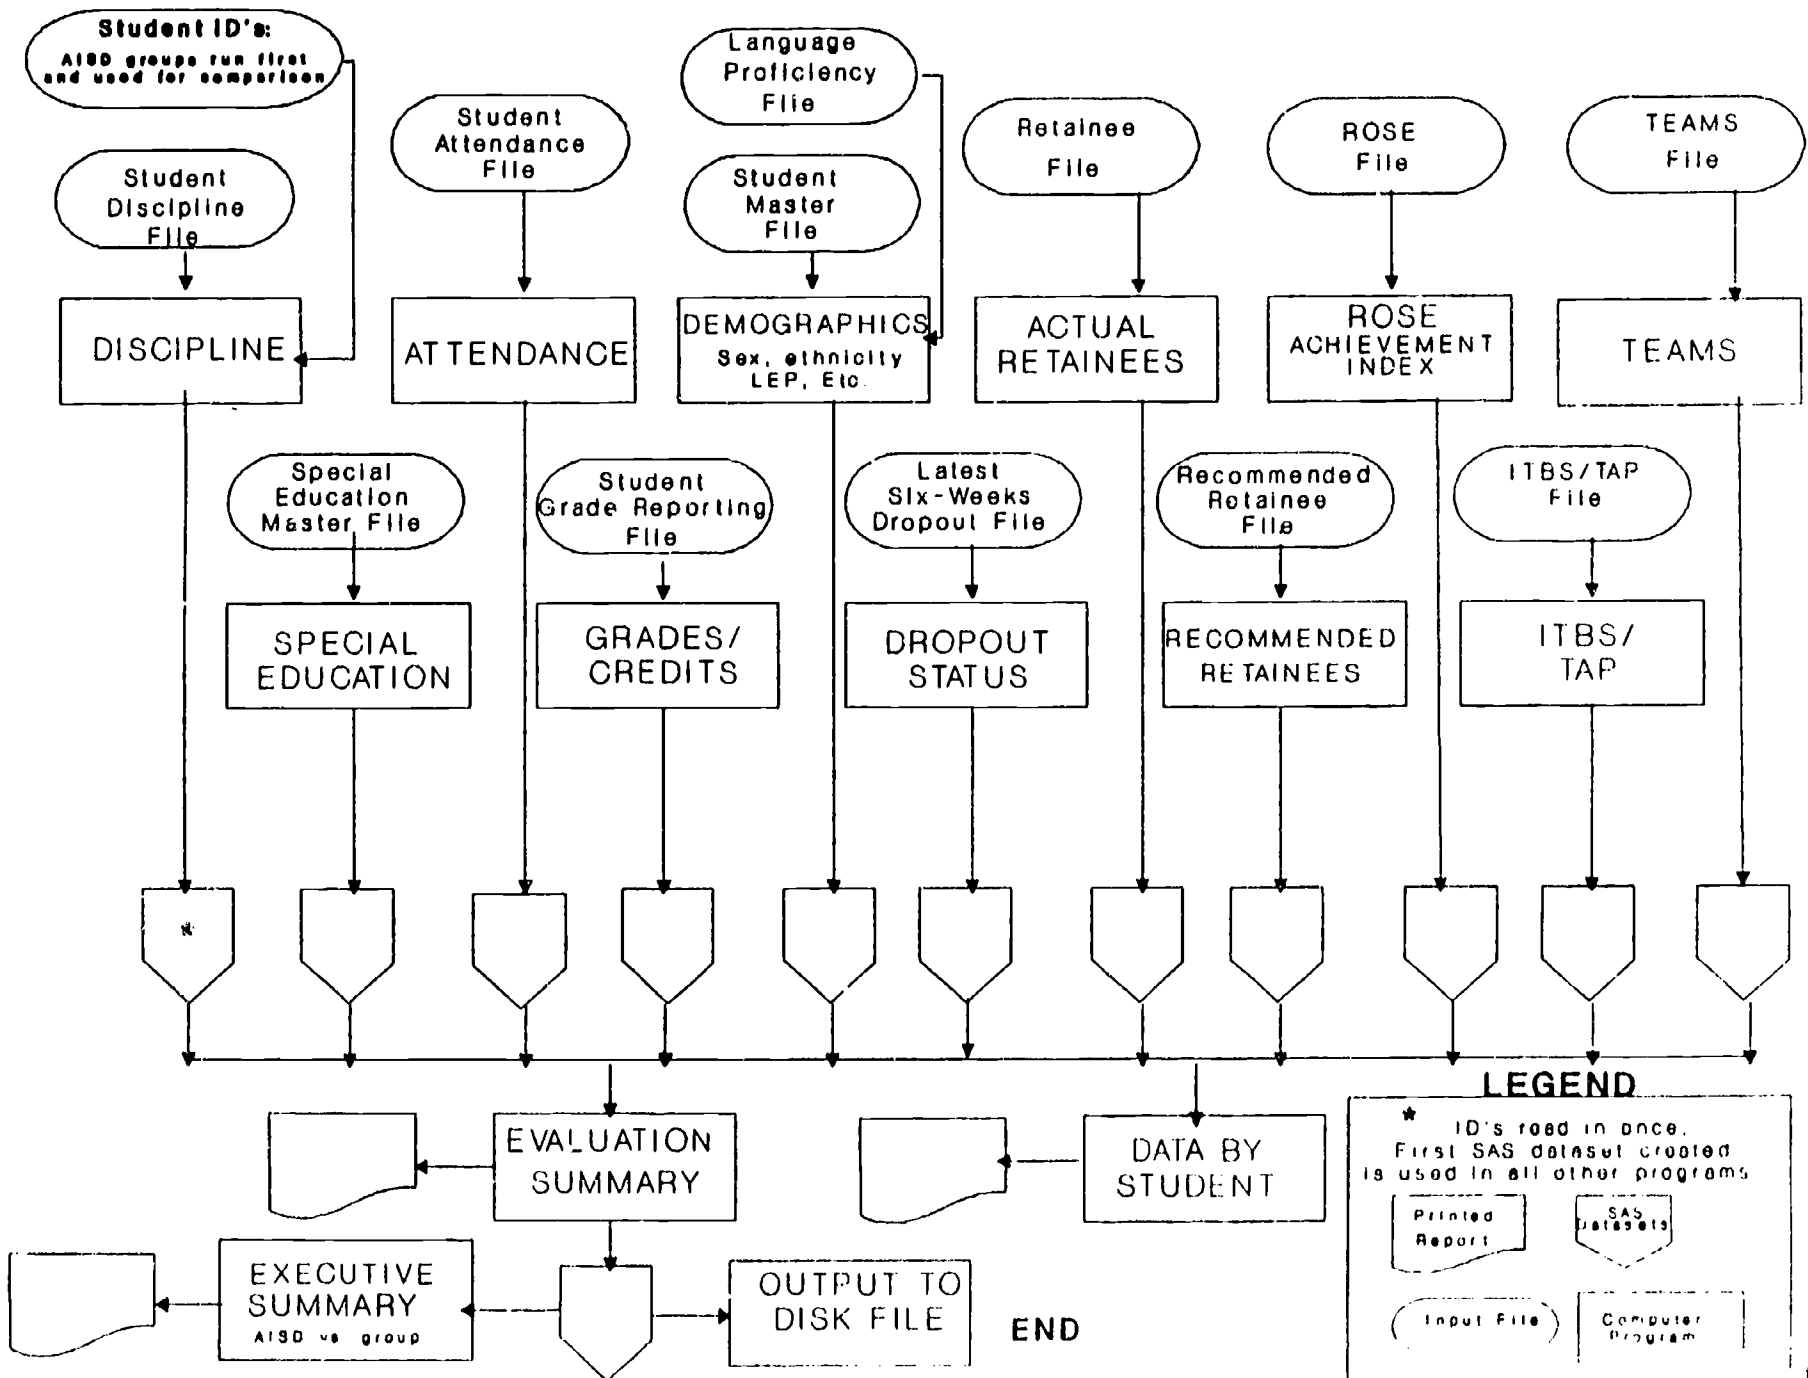 Student ID's:
AISD groups run first
and used for comparison
Language
Proficiency
File
Student
Attendance
File
Retainee
File
ROSE
File
TEAMS
File
Student
Discipline
File
Student
Master
File
DISCIPLINE
ATTENDANCE
DEMOGRAPHICS
Sex, ethnicity
LEP, Etc.
ACTUAL
RETAINEES
ROSE
ACHIEVEMENT
INDEX
TEAMS
Special
Education
Master File
Student
Grade Reporting
File
Latest
Six-Weeks
Dropout File
Recommended
Retainee
File
ITBS/TAP
File
SPECIAL
EDUCATION
GRADES/
CREDITS
DROPOUT
STATUS
RECOMMENDED
RETAINEES
ITBS/
TAP
*
EVALUATION
SUMMARY
DATA BY
STUDENT
EXECUTIVE
SUMMARY
AISD vs group
OUTPUT TO
DISK FILE
END
LEGEND
* ID's read in once.
First SAS dataset created
is used in all other programs
Printed
Report
SAS
Datasets
Input File
Computer
Program